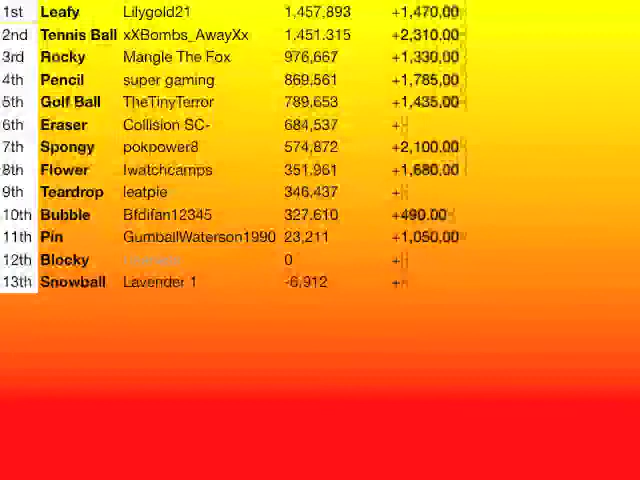 1st Leafy Lilygold21 1,457,893 +1,470.00
2nd Tennis Ball xXBombs_AwayXx 1,451.315 +2,310.00
3rd Rocky Mangle The Fox 976,667 +1,330.00
4th Pencil super gaming 869,561 +1,785.00
5th Golf Ball TheTinyTerror 789,653 +1,435.00
6th Eraser Collision SC- 684,537 +
7th Spongy pokpower8 574,872 +2,100.00
8th Flower Iwatchcamps 351,961 +1,680.00
9th Teardrop leatpie 346,437 +
10th Bubble Bfdifan12345 327.610 +490.00
11th Pin GumballWaterson1990 23,211 +1,050.00
12th Blocky 0 +
13th Snowball Lavender 1 -6,912 +